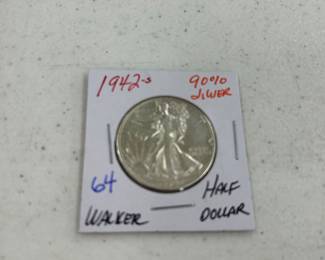 1942-S 90%
SILVER
64 HALF
WALKER DOLLAR